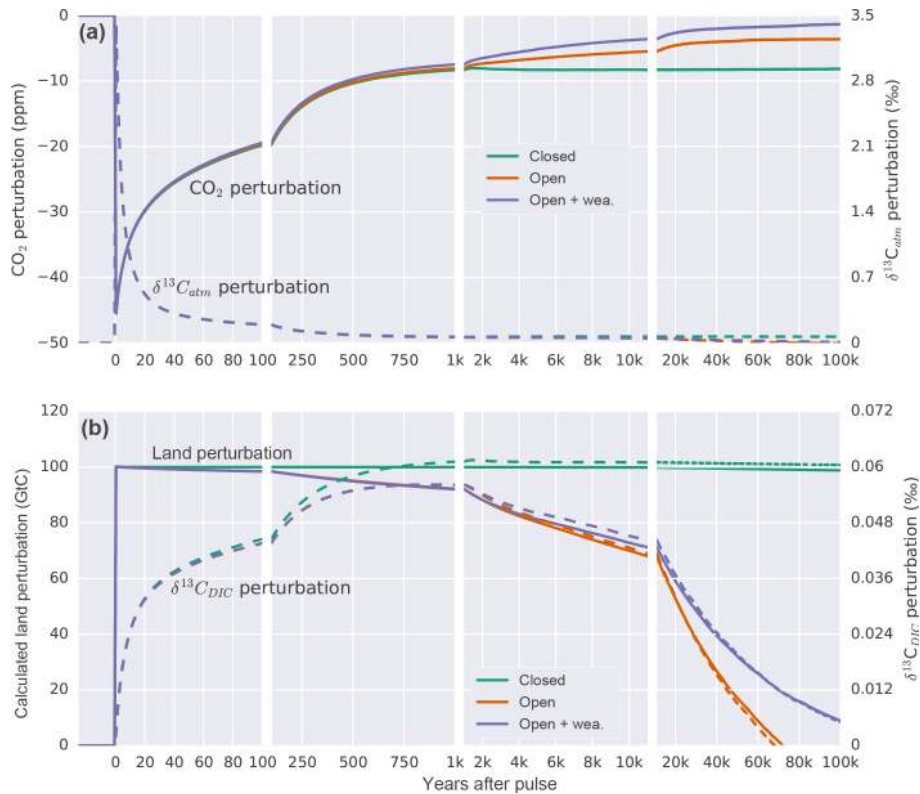 (a)
0
−10
−20
−30
−40
−50
CO2 perturbation (ppm)
3.5
2.8
2.1
1.4
0.7
0
δ13Catm perturbation (‰)
Closed
Open
Open + wea.
CO2 perturbation
δ13Catm perturbation
0 20 40 60 80 100 250 500 750 1k 2k 4k 6k 8k 10k 20k 40k 60k 80k 100k
(b)
120
100
80
60
40
20
0
Calculated land perturbation (GtC)
0.072
0.06
0.048
0.036
0.024
0.012
0
δ13CDIC perturbation (‰)
Land perturbation
δ13CDIC perturbation
Closed
Open
Open + wea.
0 20 40 60 80 100 250 500 750 1k 2k 4k 6k 8k 10k 20k 40k 60k 80k 100k
Years after pulse